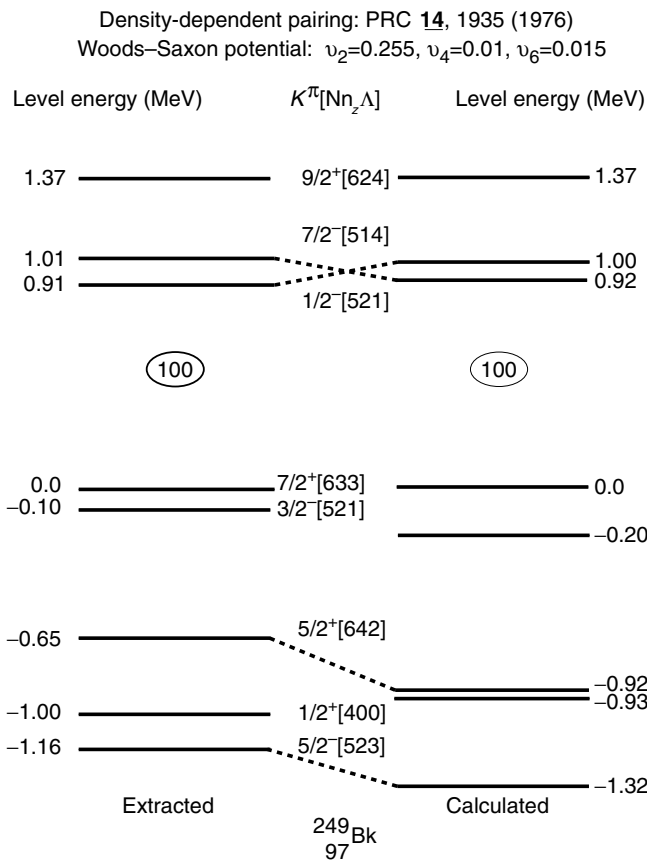 Density-dependent pairing: PRC 14, 1935 (1976)
Woods–Saxon potential: υ₂=0.255, υ₄=0.01, υ₆=0.015
Level energy (MeV) Kᴨ[Nn_zΛ] Level energy (MeV)
1.37 9/2⁺[624] 1.37
7/2⁻[514]
1.01 1.00
0.91 0.92
1/2⁻[521]
100 100
0.0 7/2⁺[633] 0.0
−0.10 3/2⁻[521]
−0.20
−0.65 5/2⁺[642]
−0.92
−0.93
−1.00 1/2⁺[400]
−1.16 5/2⁻[523]
−1.32
Extracted Calculated
²⁴⁹₉₇Bk